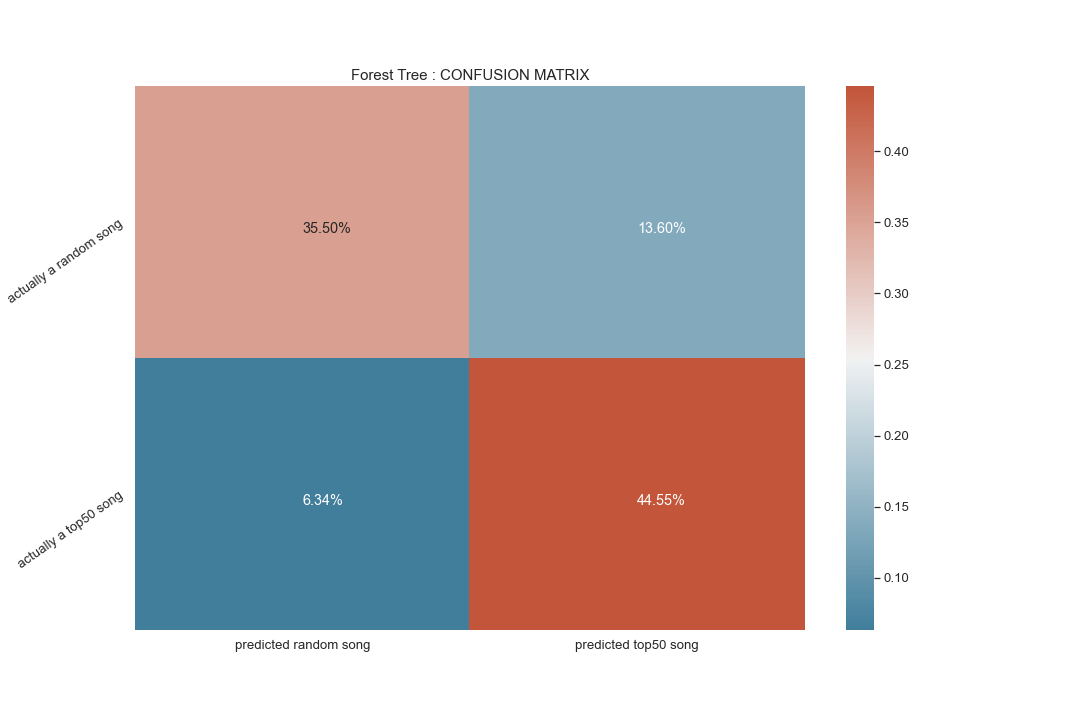 Forest Tree : CONFUSION MATRIX
actually a random song
35.50%
13.60%
actually a top50 song
6.34%
44.55%
predicted random song
predicted top50 song
0.40
0.35
0.30
0.25
0.20
0.15
0.10